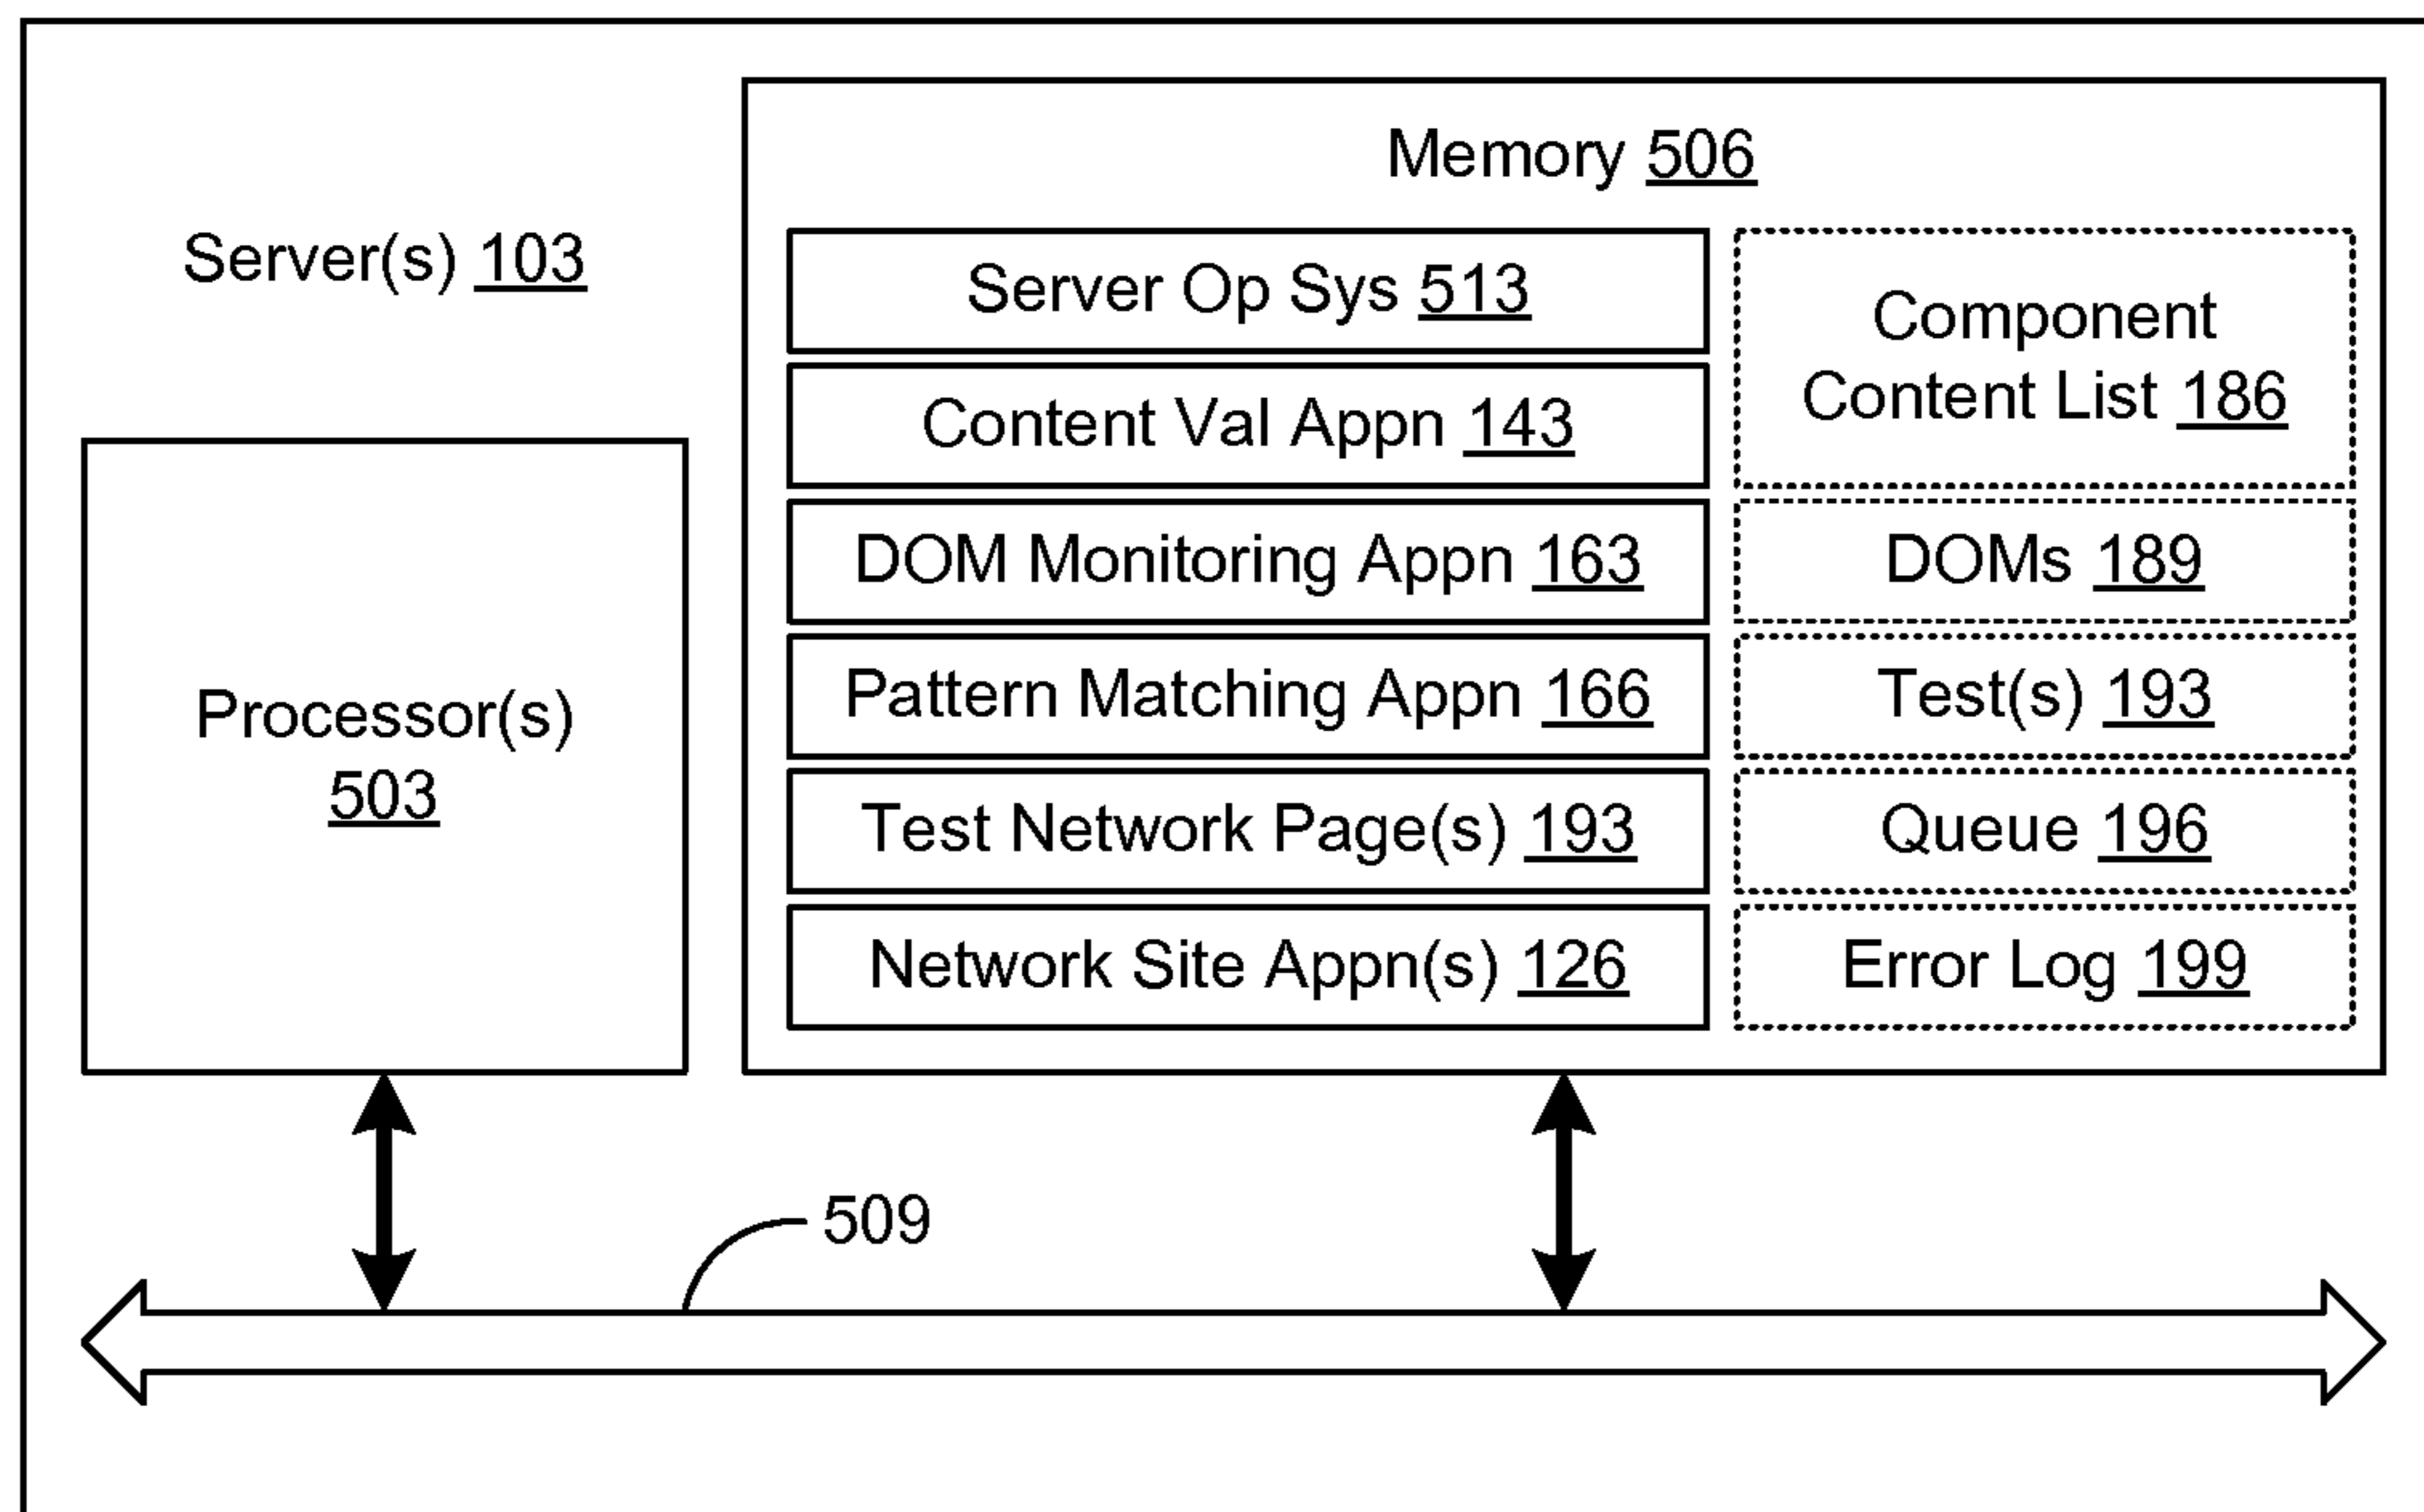 Server(s) 103
Memory 506
Server Op Sys 513
Content Val Appn 143
DOM Monitoring Appn 163
Pattern Matching Appn 166
Test Network Page(s) 193
Network Site Appn(s) 126
Component
Content List 186
DOMs 189
Test(s) 193
Queue 196
Error Log 199
Processor(s)
503
509